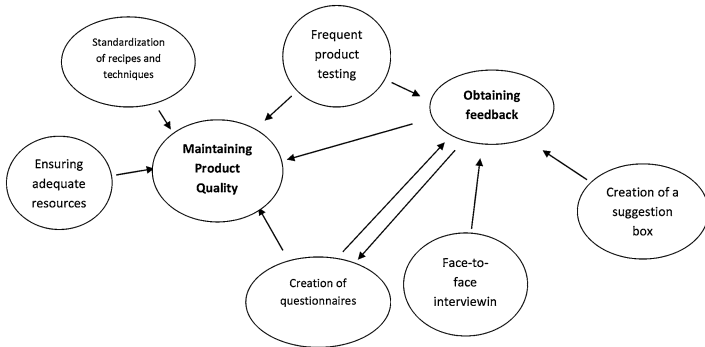 Standardization
of recipes and
techniques
Frequent
product
testing
Obtaining
feedback
Maintaining
Product
Quality
Ensuring
adequate
resources
Creation of a
suggestion
box
Creation of
questionnaires
Face-to-
face
interviewin